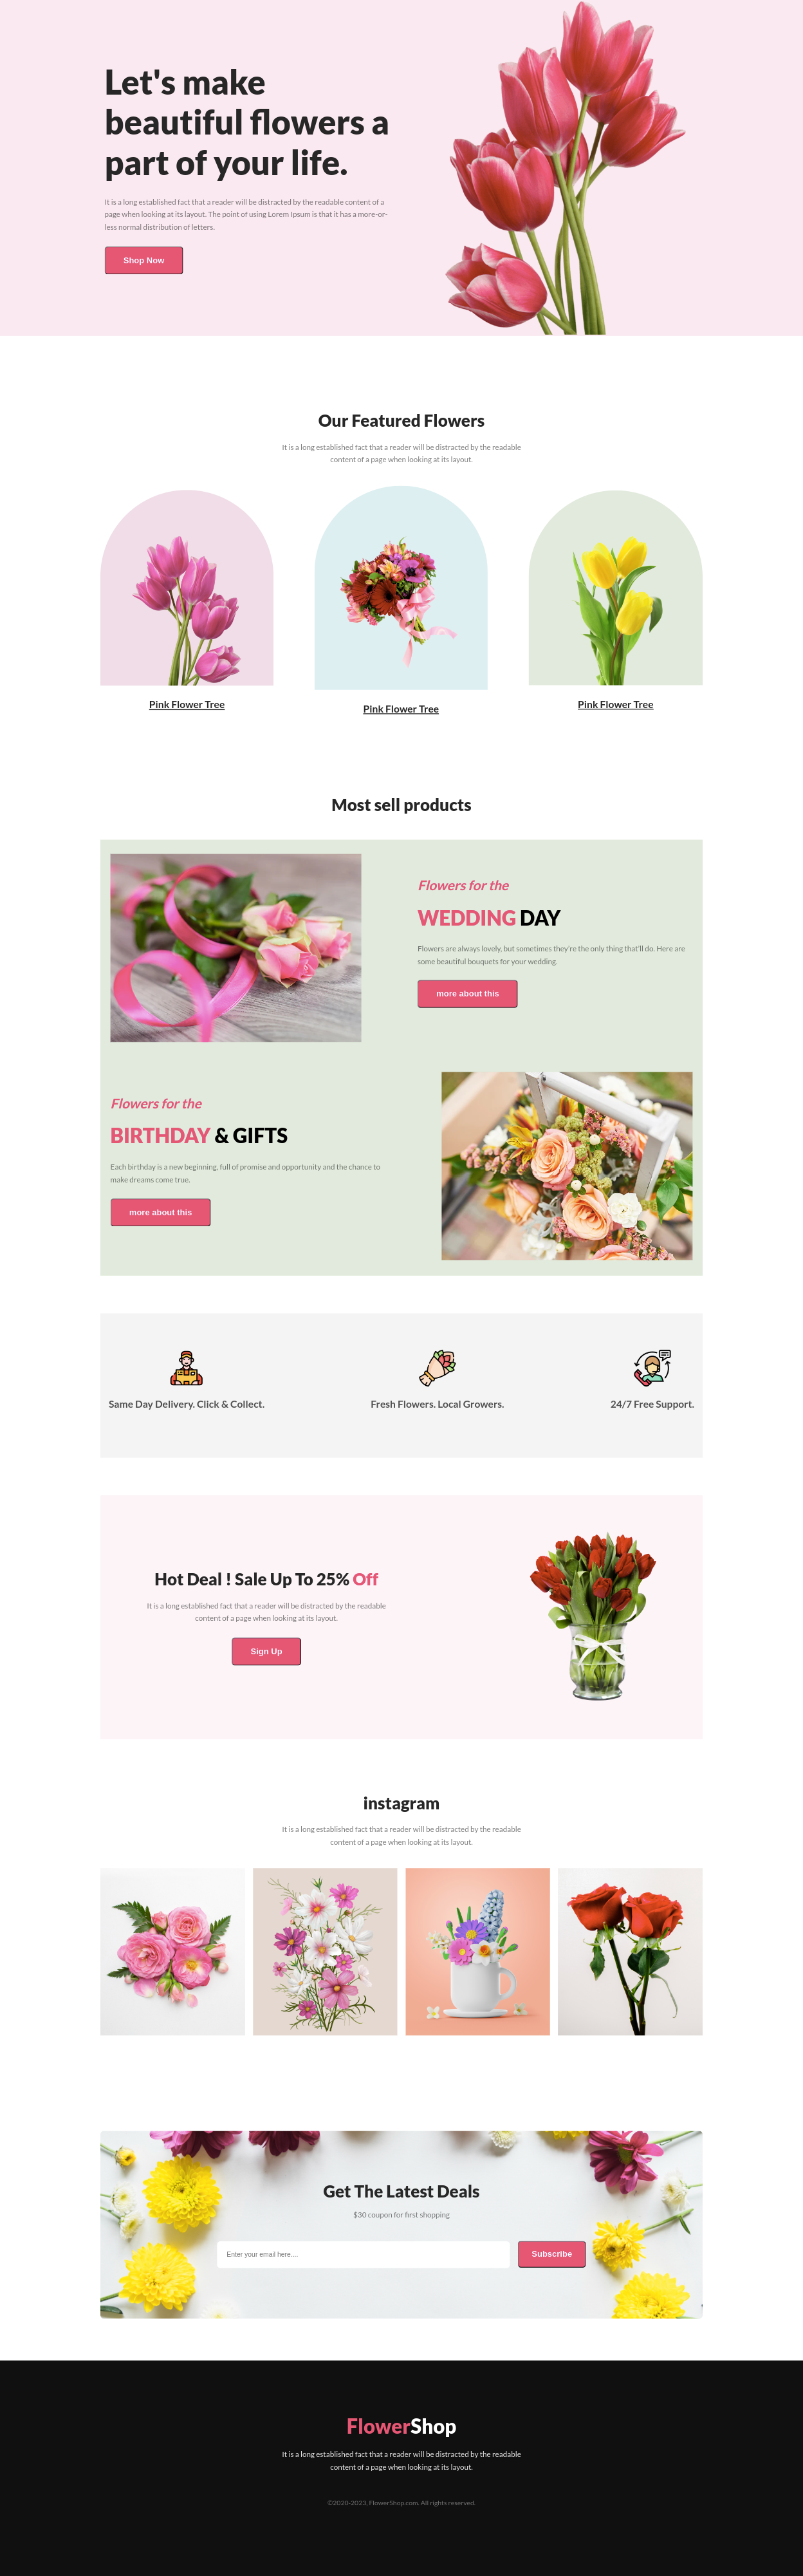 Let's make
beautiful flowers a
part of your life.
It is a long established fact that a reader will be distracted by the readable content of a
page when looking at its layout. The point of using Lorem Ipsum is that it has a more-or-
less normal distribution of letters.
Shop Now
Our Featured Flowers
It is a long established fact that a reader will be distracted by the readable
content of a page when looking at its layout.
Pink Flower Tree
Pink Flower Tree
Pink Flower Tree
Most sell products
Flowers for the
WEDDING DAY
Flowers are always lovely, but sometimes they're the only thing that'll do. Here are
some beautiful bouquets for your wedding.
more about this
Flowers for the
BIRTHDAY & GIFTS
Each birthday is a new beginning, full of promise and opportunity and the chance to
make dreams come true.
more about this
Same Day Delivery. Click & Collect.
Fresh Flowers. Local Growers.
24/7 Free Support.
Hot Deal ! Sale Up To 25% Off
It is a long established fact that a reader will be distracted by the readable
content of a page when looking at its layout.
Sign Up
instagram
It is a long established fact that a reader will be distracted by the readable
content of a page when looking at its layout.
Get The Latest Deals
$30 coupon for first shopping
Enter your email here....
Subscribe
FlowerShop
It is a long established fact that a reader will be distracted by the readable
content of a page when looking at its layout.
©2020-2023, FlowerShop.com. All rights reserved.